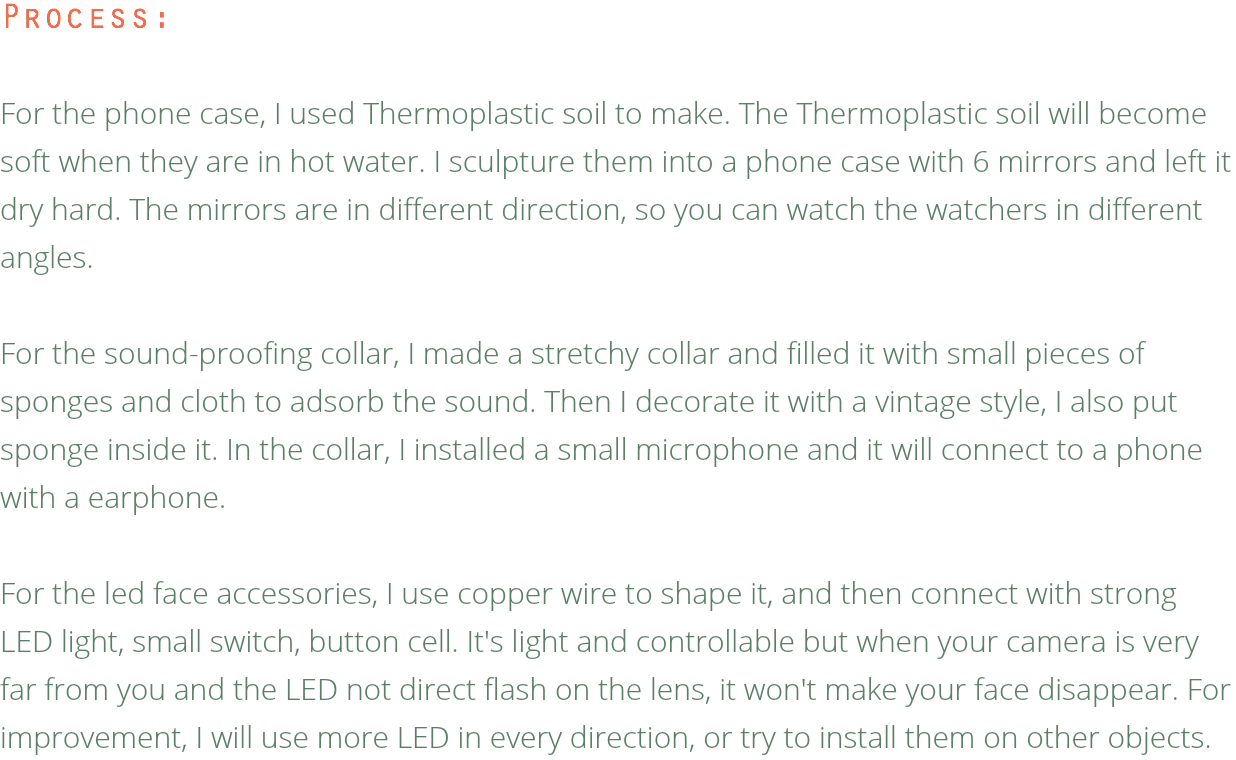 Process:
For the phone case, I used Thermoplastic soil to make. The Thermoplastic soil will become
soft when they are in hot water. I sculpture them into a phone case with 6 mirrors and left it
dry hard. The mirrors are in different direction, so you can watch the watchers in different
angles.
For the sound-proofing collar, I made a stretchy collar and filled it with small pieces of
sponges and cloth to adsorb the sound. Then I decorate it with a vintage style, I also put
sponge inside it. In the collar, I installed a small microphone and it will connect to a phone
with a earphone.
For the led face accessories, I use copper wire to shape it, and then connect with strong
LED light, small switch, button cell. It's light and controllable but when your camera is very
far from you and the LED not direct flash on the lens, it won't make your face disappear. For
improvement, I will use more LED in every direction, or try to install them on other objects.